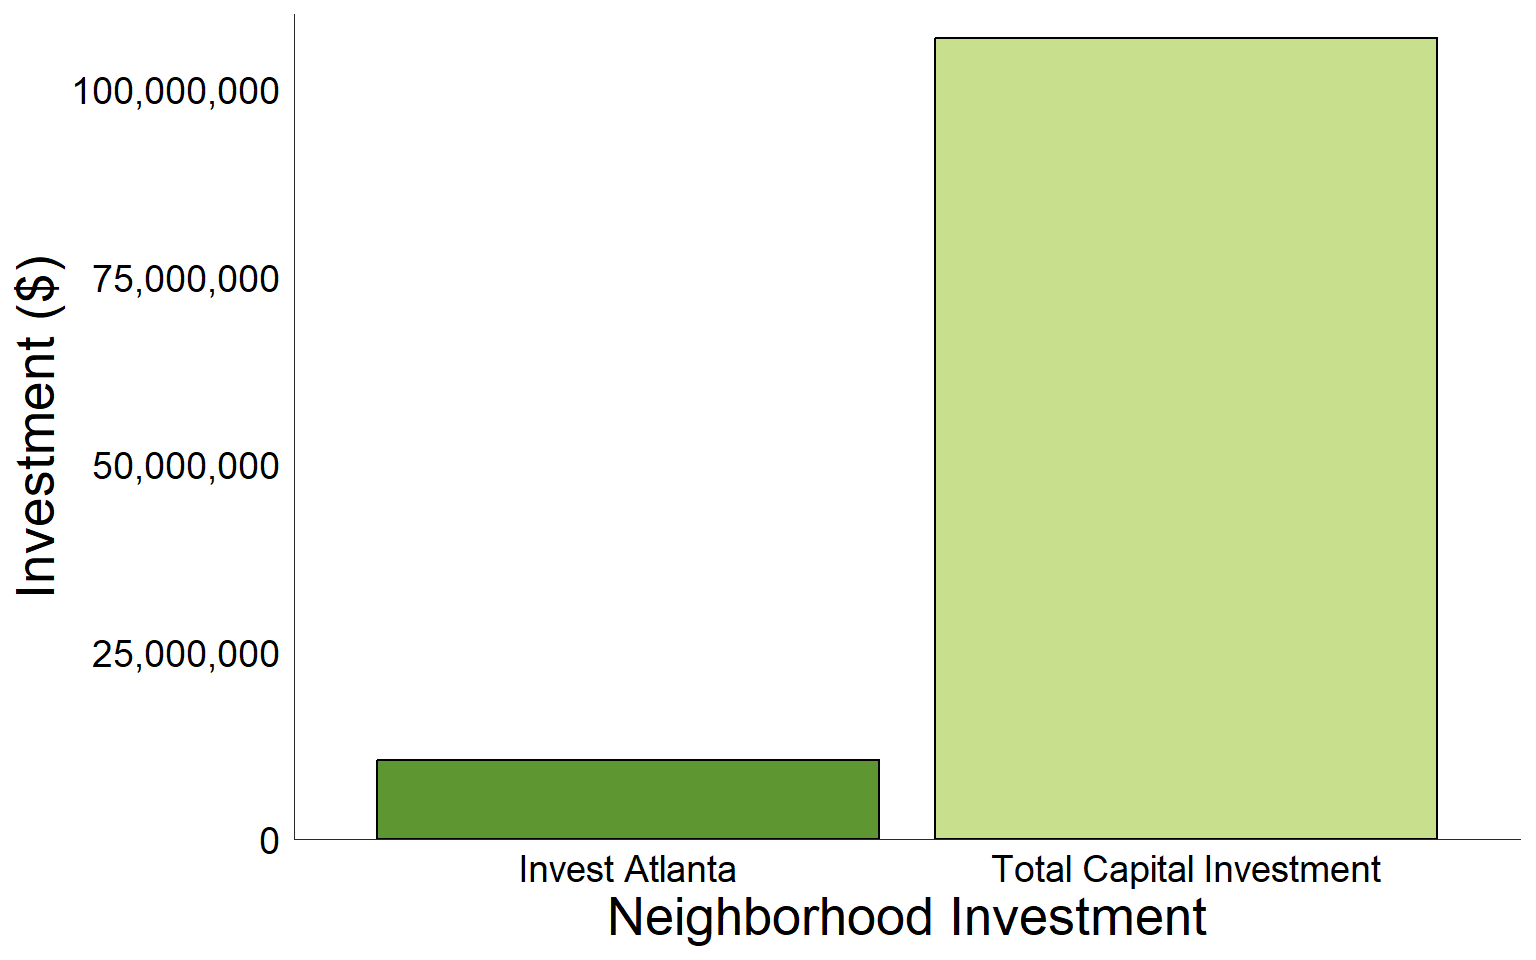 Investment ($)
100,000,000
75,000,000
50,000,000
25,000,000
0
Invest Atlanta
Total Capital Investment
Neighborhood Investment